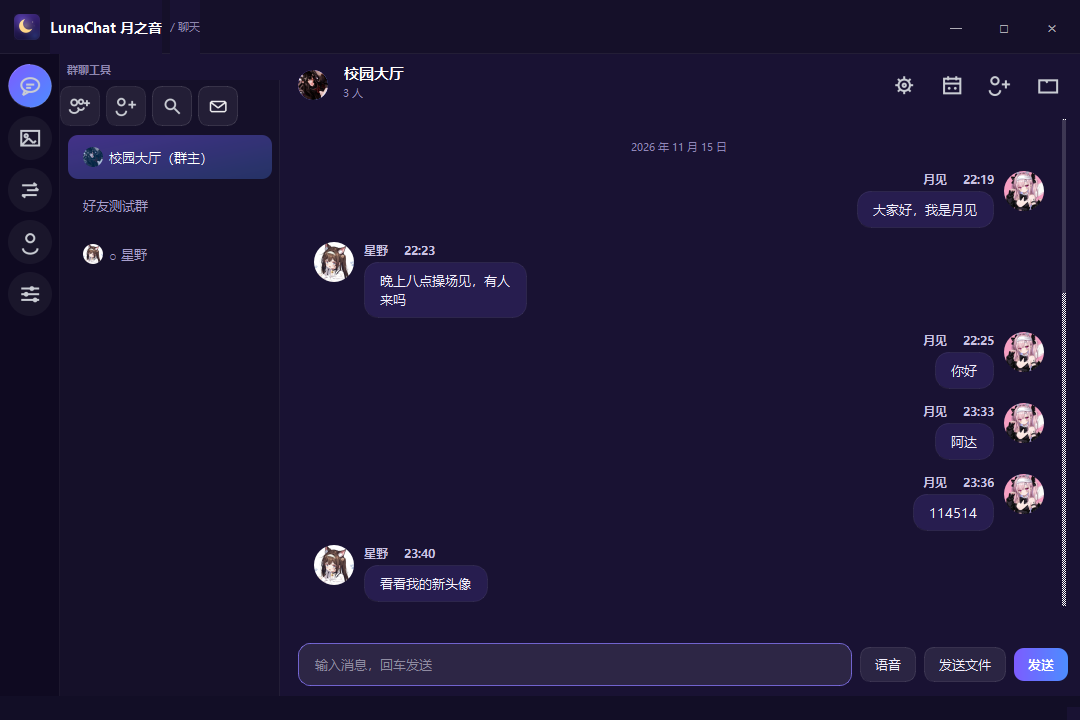 LunaChat 月之音 / 聊天
群聊工具
校园大厅（群主）
好友测试群
○ 星野
校园大厅
3 人
2026 年 11 月 15 日
月见 22:19
大家好，我是月见
星野 22:23
晚上八点操场见，有人
来吗
月见 22:25
你好
月见 23:33
阿达
月见 23:36
114514
星野 23:40
看看我的新头像
输入消息，回车发送
语音
发送文件
发送